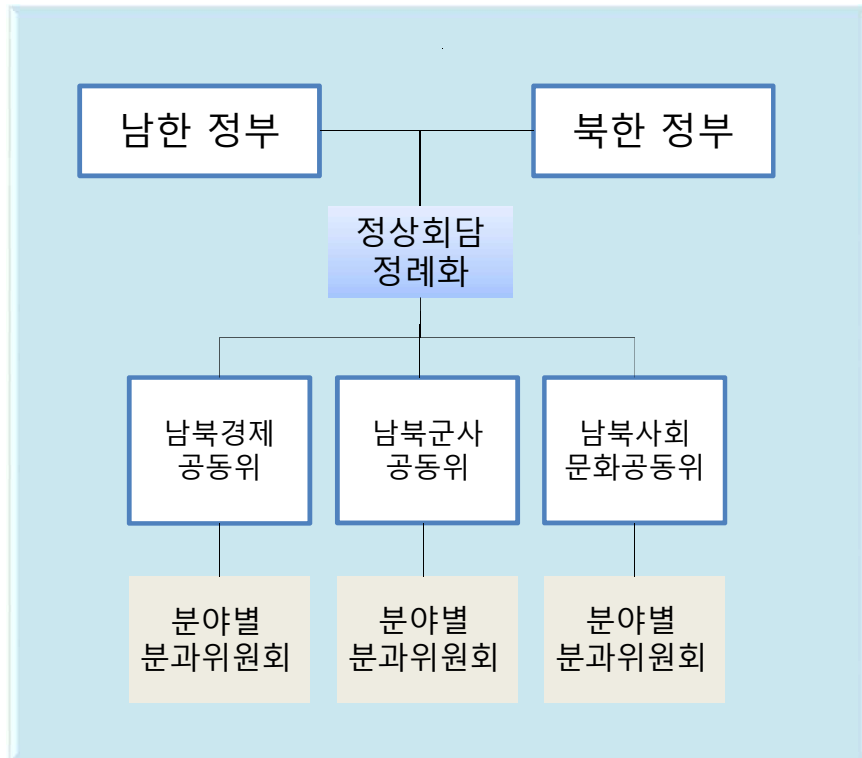 남한 정부
북한 정부
정상회담
정례화
남북경제
공동위
남북군사
공동위
남북사회
문화공동위
분야별
분과위원회
분야별
분과위원회
분야별
분과위원회